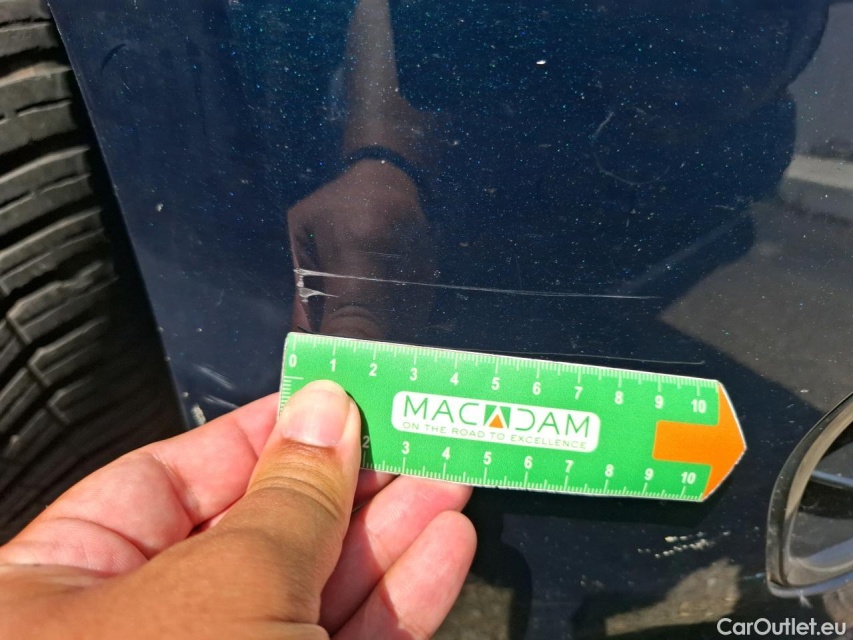 0 1 2 3 4 5 6 7 8 9 10
MACADAM
ON THE ROAD TO EXCELLENCE
2 3 4 5 6 7 8 9 10
CarOutlet.eu